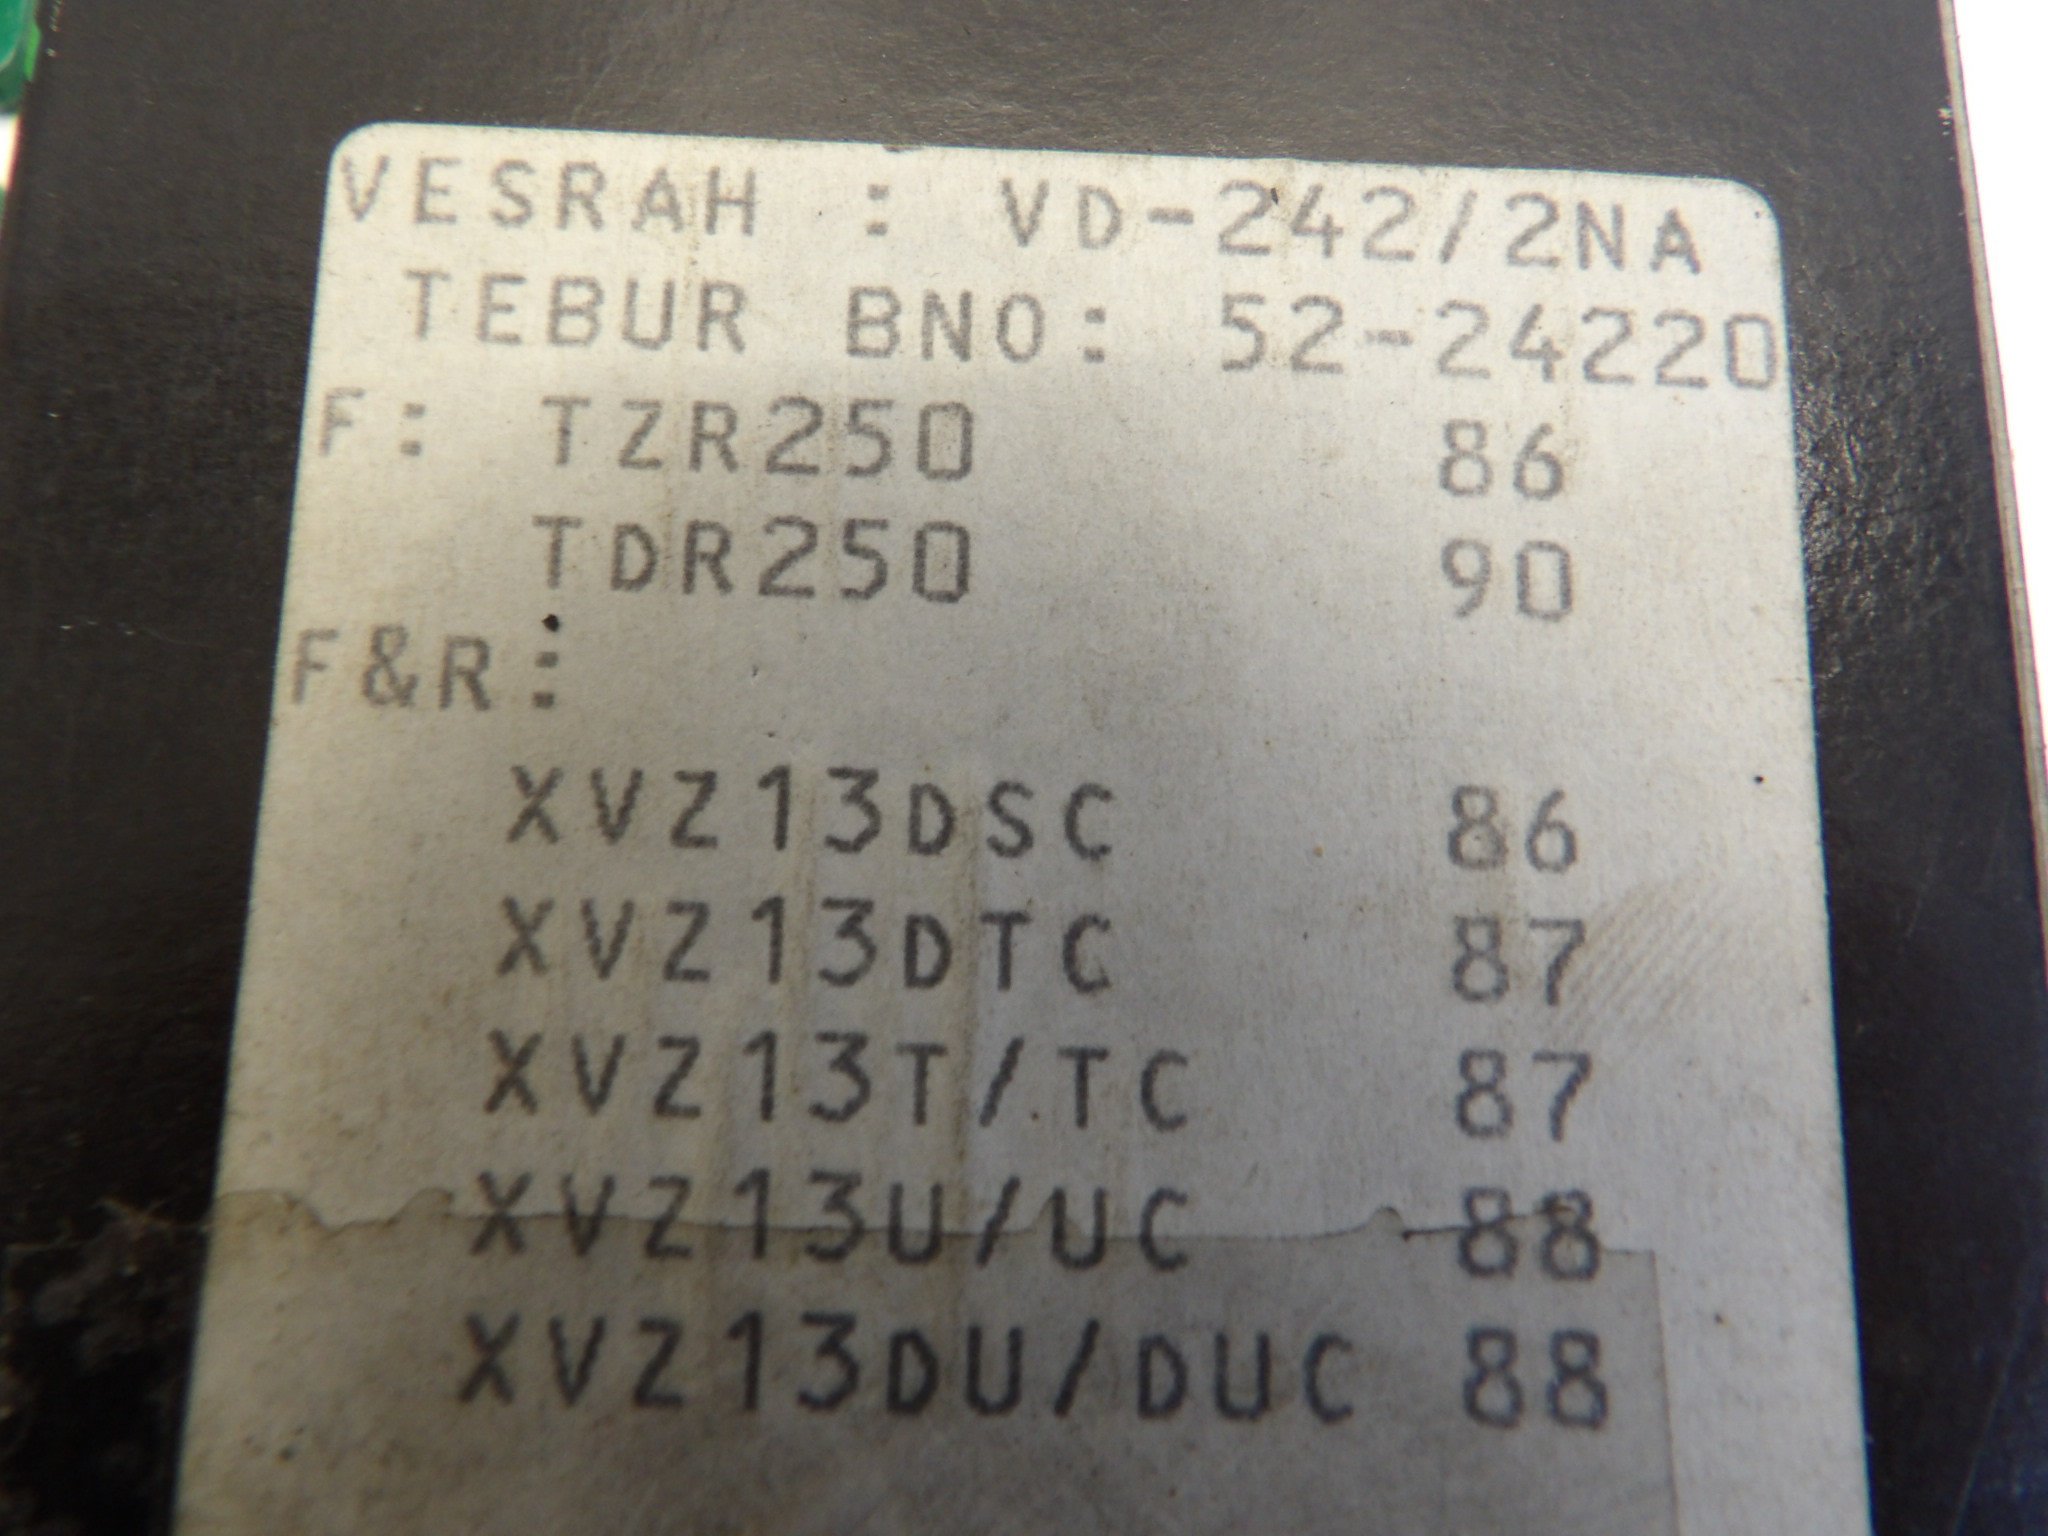 VESRAH : VD-242/2NA
TEBUR BNO: 52-24220
F: TZR250 86
TDR250 90
F&R:
XVZ13DSC 86
XVZ13DTC 87
XVZ13T/TC 87
XVZ13U/UC 88
XVZ13DU/DUC 88